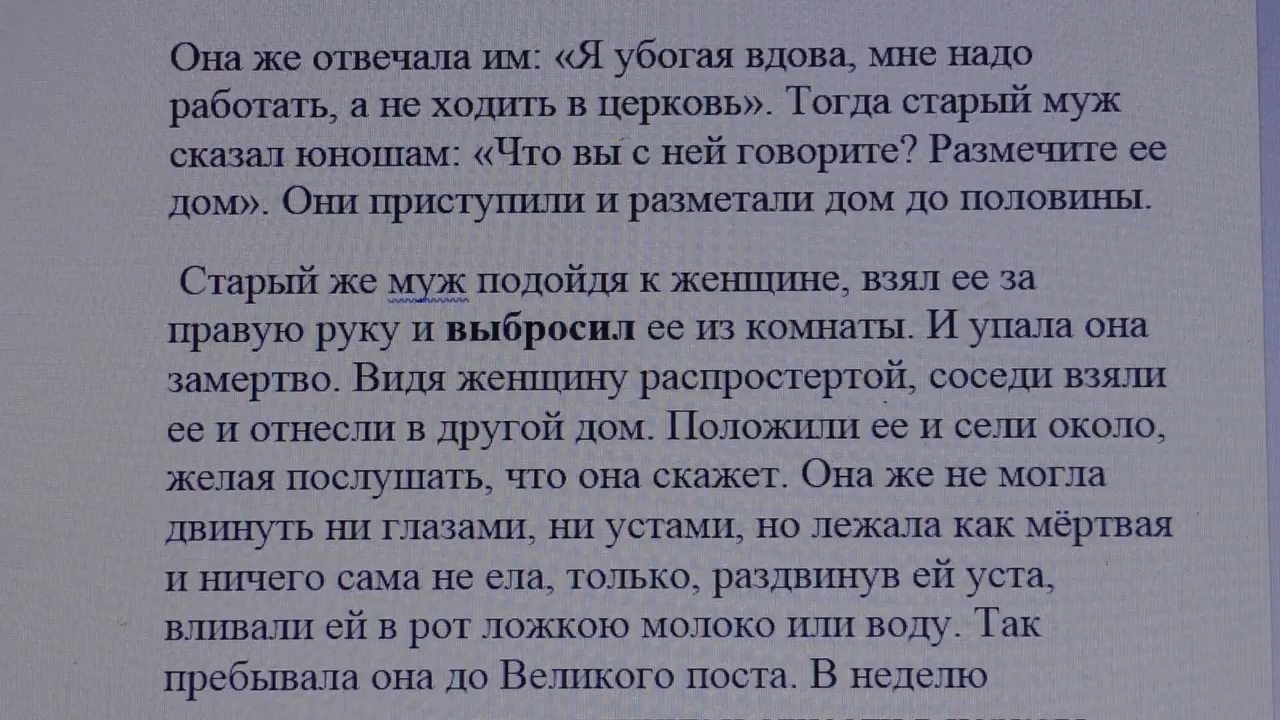 Она же отвечала им: «Я убогая вдова, мне надо
работать, а не ходить в церковь». Тогда старый муж
сказал юношам: «Что вы с ней говорите? Размечите ее
дом». Они приступили и разметали дом до половины.
Старый же муж подойдя к женщине, взял ее за
правую руку и выбросил ее из комнаты. И упала она
замертво. Видя женщину распростертой, соседи взяли
ее и отнесли в другой дом. Положили ее и сели около,
желая послушать, что она скажет. Она же не могла
двинуть ни глазами, ни устами, но лежала как мёртвая
и ничего сама не ела, только, раздвинув ей уста,
вливали ей в рот ложкою молоко или воду. Так
пребывала она до Великого поста. В неделю